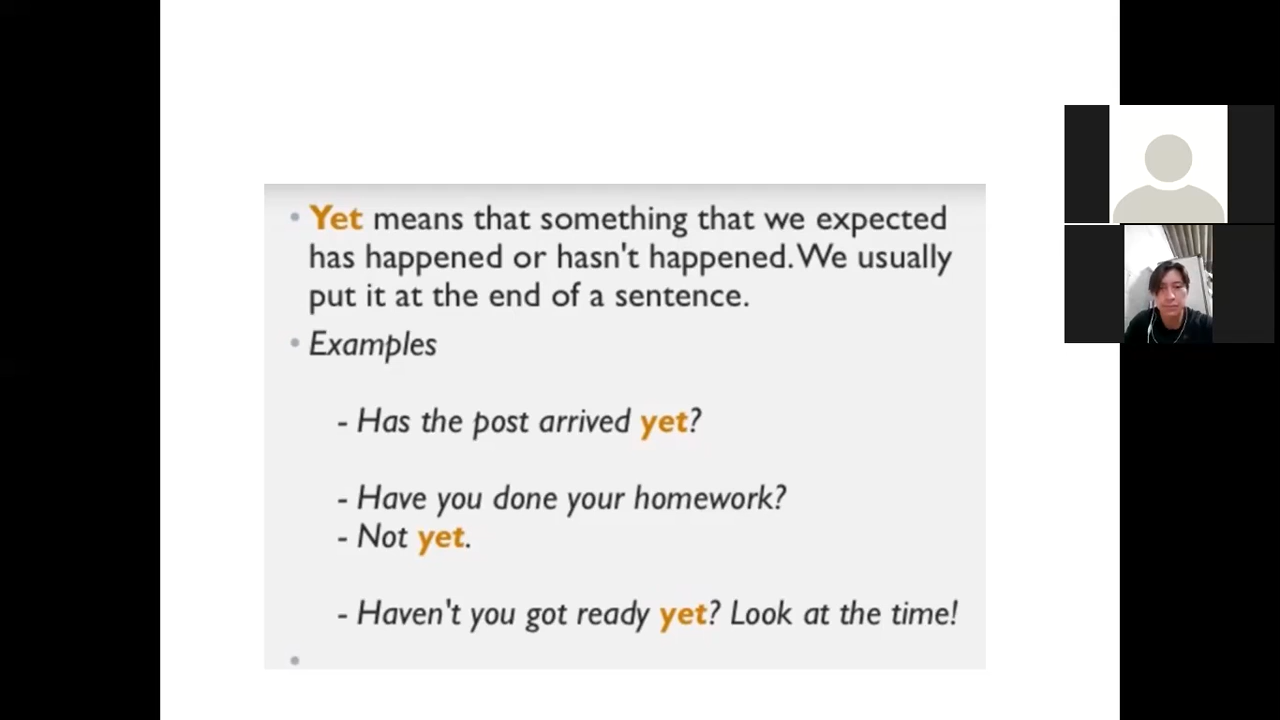 Yet means that something that we expected
has happened or hasn't happened. We usually
put it at the end of a sentence.
Examples
- Has the post arrived yet?
- Have you done your homework?
- Not yet.
- Haven't you got ready yet? Look at the time!